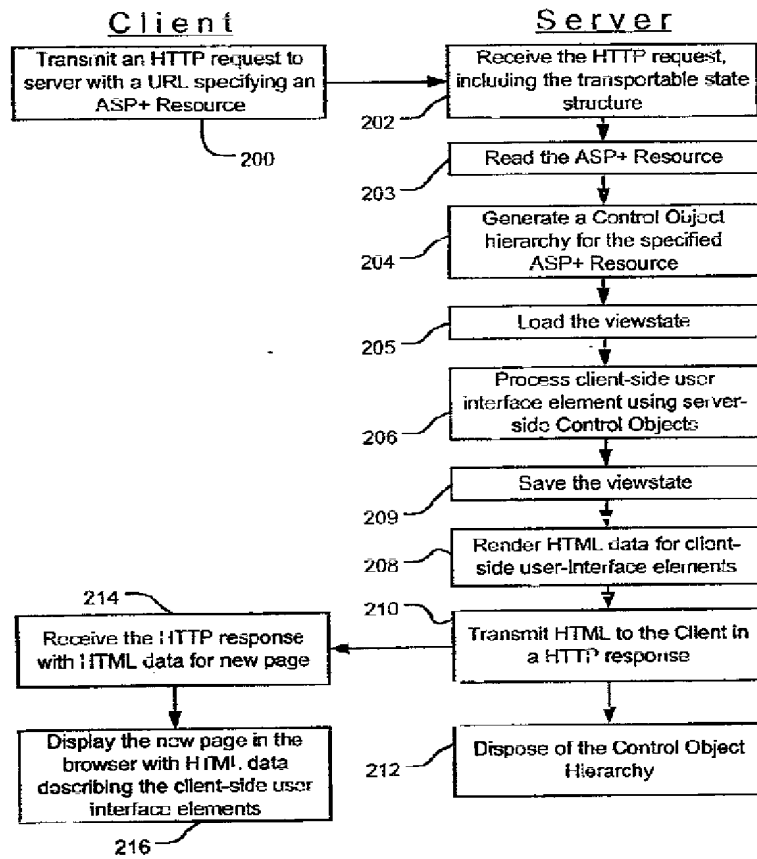 Client
Server
Transmit an HTTP request to
server with a URL specifying an
ASP+ Resource
200
Receive the HTTP request,
including the transportable state
structure
202
Read the ASP+ Resource
203
Generate a Control Object
hierarchy for the specified
ASP+ Resource
204
Load the viewstate
205
Process client-side user
interface element using server-
side Control Objects
206
Save the viewstate
209
Render HTML data for client-
side user-interface elements
208
Transmit HTML to the Client in
a HTTP response
210
214
Receive the HTTP response
with HTML data for new page
Display the new page in the
browser with HTML data
describing the client-side user
interface elements
216
Dispose of the Control Object
Hierarchy
212